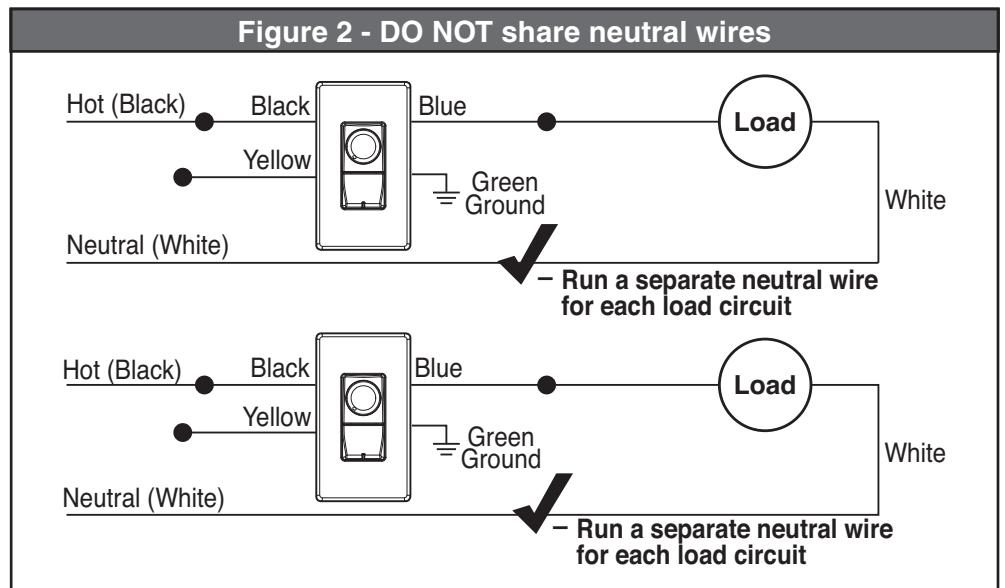 Figure 2 - DO NOT share neutral wires
Hot (Black)
Black
Blue
Load
Yellow
Green
Ground
White
Neutral (White)
– Run a separate neutral wire
for each load circuit
Hot (Black)
Black
Blue
Load
Yellow
Green
Ground
White
Neutral (White)
– Run a separate neutral wire
for each load circuit